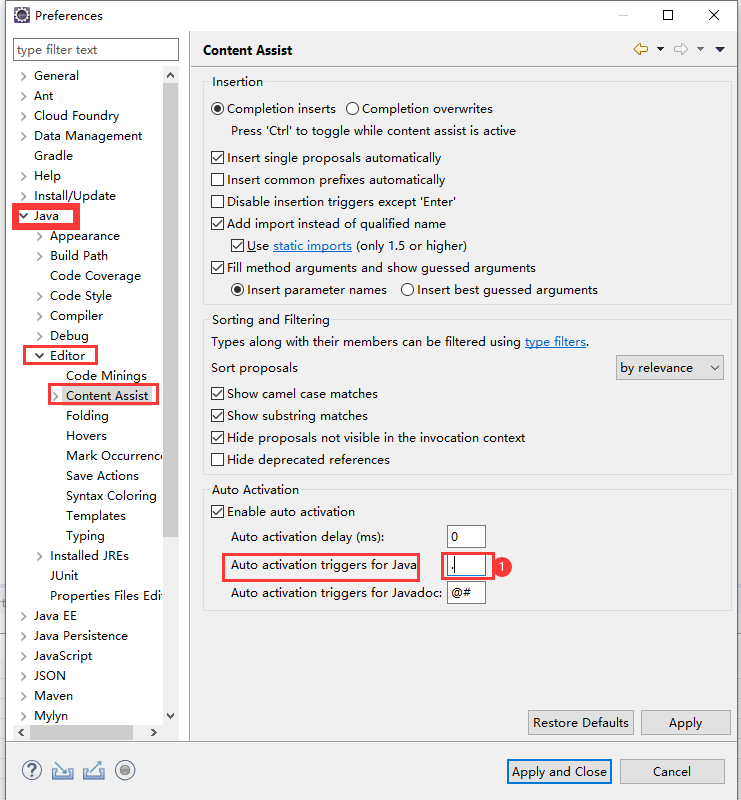 Preferences
type filter text
Content Assist
General
Ant
Cloud Foundry
Data Management
Gradle
Help
Install/Update
Java
Appearance
Build Path
Code Coverage
Code Style
Compiler
Debug
Editor
Code Minings
Content Assist
Folding
Hovers
Mark Occurrenc
Save Actions
Syntax Coloring
Templates
Typing
Installed JREs
JUnit
Properties Files Edi
Java EE
Java Persistence
JavaScript
JSON
Maven
Mylyn
Insertion
Completion inserts
Completion overwrites
Press 'Ctrl' to toggle while content assist is active
Insert single proposals automatically
Insert common prefixes automatically
Disable insertion triggers except 'Enter'
Add import instead of qualified name
Use static imports (only 1.5 or higher)
Fill method arguments and show guessed arguments
Insert parameter names
Insert best guessed arguments
Sorting and Filtering
Types along with their members can be filtered using type filters.
Sort proposals
by relevance
Show camel case matches
Show substring matches
Hide proposals not visible in the invocation context
Hide deprecated references
Auto Activation
Enable auto activation
Auto activation delay (ms):
0
Auto activation triggers for Java
.
1
Auto activation triggers for Javadoc:
@#
Restore Defaults
Apply
?
Apply and Close
Cancel